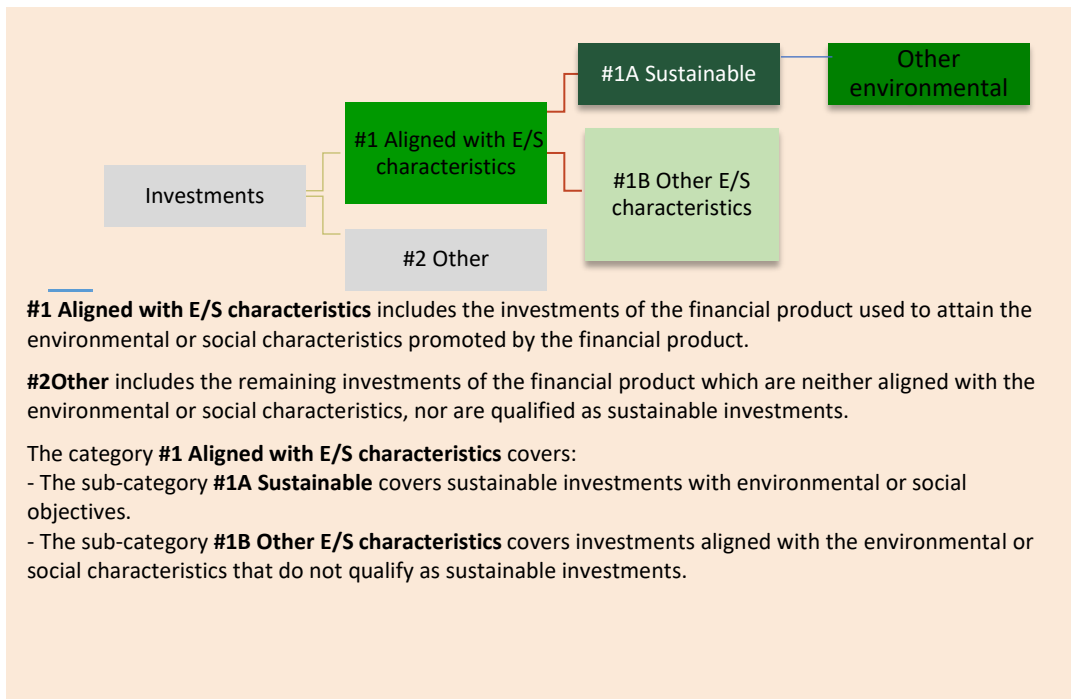 Other
#1A Sustainable
environmental
#1 Aligned with E/S
characteristics
#1B Other E/S
characteristics
Investments
#2 Other
#1 Aligned with E/S characteristics includes the investments of the financial product used to attain the
environmental or social characteristics promoted by the financial product.
#2Other includes the remaining investments of the financial product which are neither aligned with the
environmental or social characteristics, nor are qualified as sustainable investments.
The category #1 Aligned with E/S characteristics covers:
- The sub-category #1A Sustainable covers sustainable investments with environmental or social
objectives.
- The sub-category #1B Other E/S characteristics covers investments aligned with the environmental or
social characteristics that do not qualify as sustainable investments.